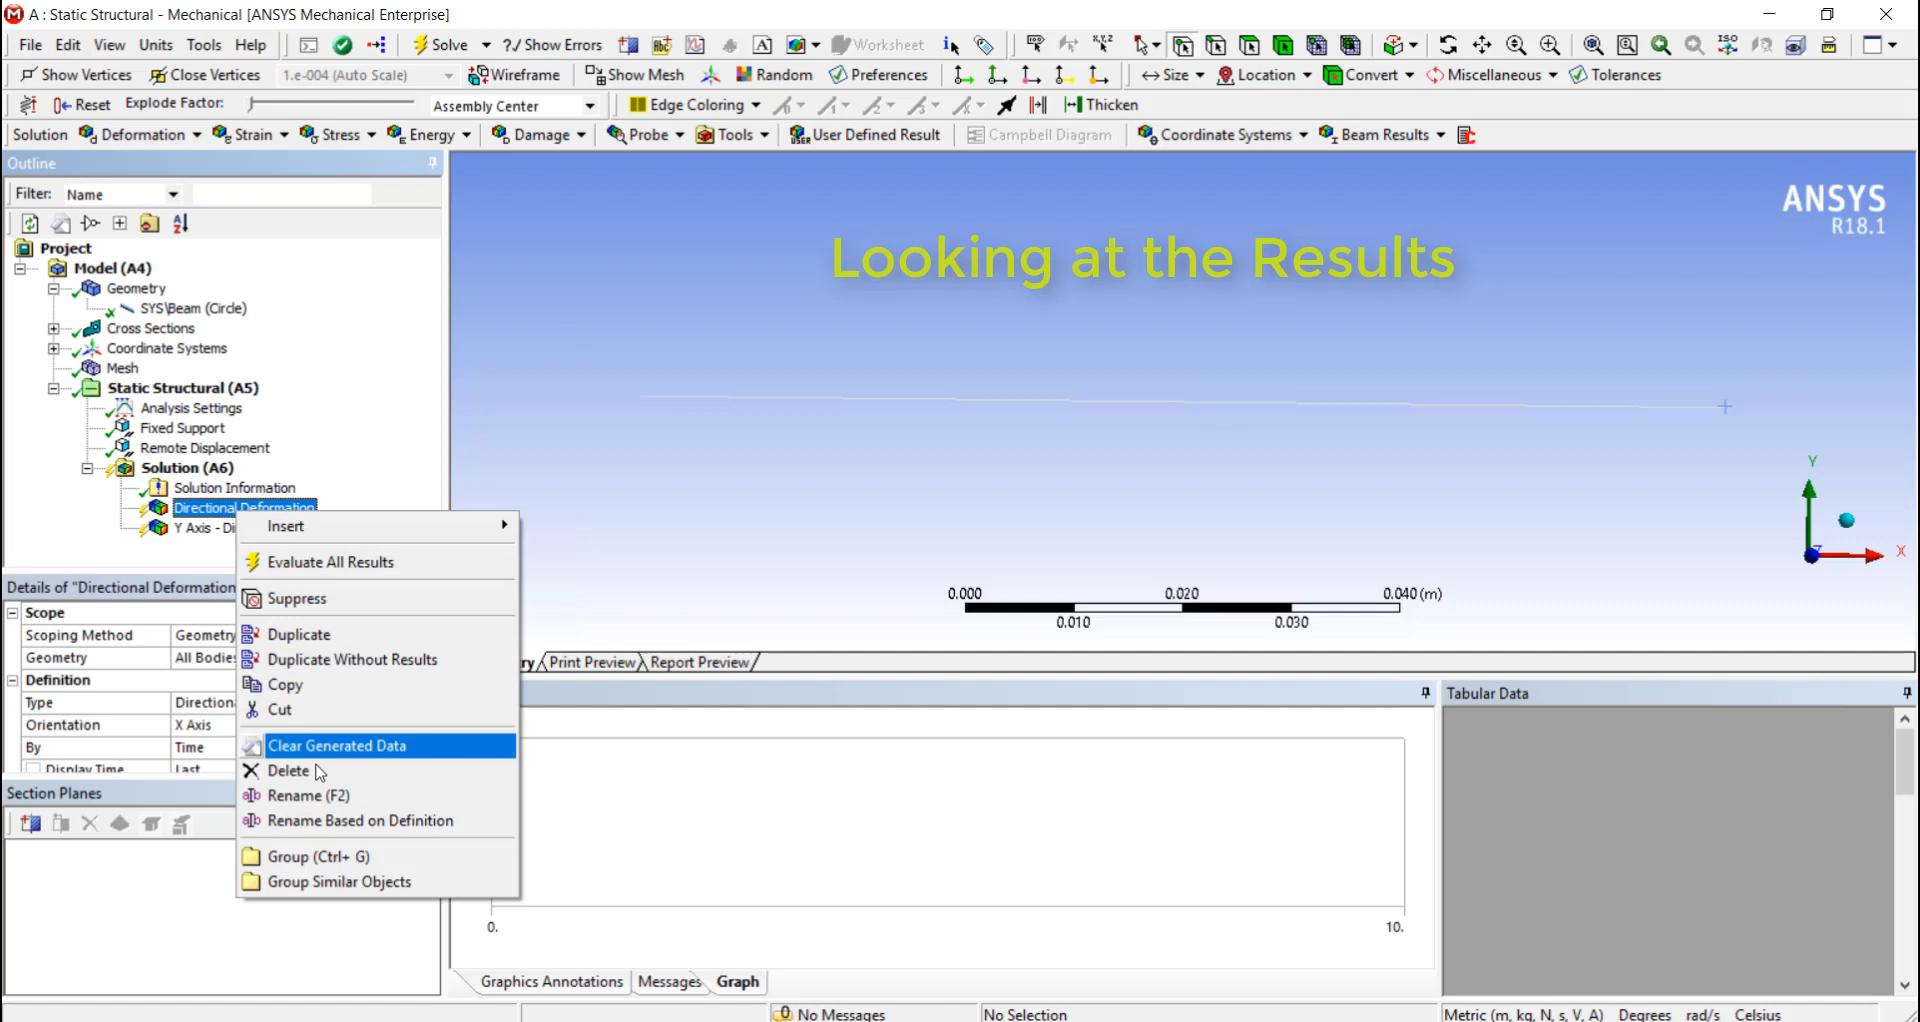 A : Static Structural - Mechanical [ANSYS Mechanical Enterprise]
File Edit View Units Tools Help Solve ?/ Show Errors Worksheet
Show Vertices Close Vertices 1.e-004 (Auto Scale) Wireframe Show Mesh Random Preferences Size Location Convert Miscellaneous Tolerances
Reset Explode Factor: Assembly Center Edge Coloring Thicken
Solution Deformation Strain Stress Energy Damage Probe Tools User Defined Result Campbell Diagram Coordinate Systems Beam Results
Outline
Filter: Name
Project
Model (A4)
Geometry
SYS\Beam (Circle)
Cross Sections
Coordinate Systems
Mesh
Static Structural (A5)
Analysis Settings
Fixed Support
Remote Displacement
Solution (A6)
Solution Information
Directional Deformation
Y Axis - Di
Insert
Evaluate All Results
Suppress
Duplicate
Duplicate Without Results
Copy
Cut
Clear Generated Data
Delete
Rename (F2)
Rename Based on Definition
Group (Ctrl+ G)
Group Similar Objects
Details of "Directional Deformation
Scope
Scoping Method Geometry
Geometry All Bodies
Definition
Type Direction
Orientation X Axis
By Time
Display Time Last
Section Planes
ANSYS
R18.1
Looking at the Results
Y
X
Z
0.000 0.020 0.040 (m)
0.010 0.030
ry Print Preview Report Preview
Tabular Data
0. 10.
Graphics Annotations Messages Graph
No Messages No Selection Metric (m, kg, N, s, V, A) Degrees rad/s Celsius